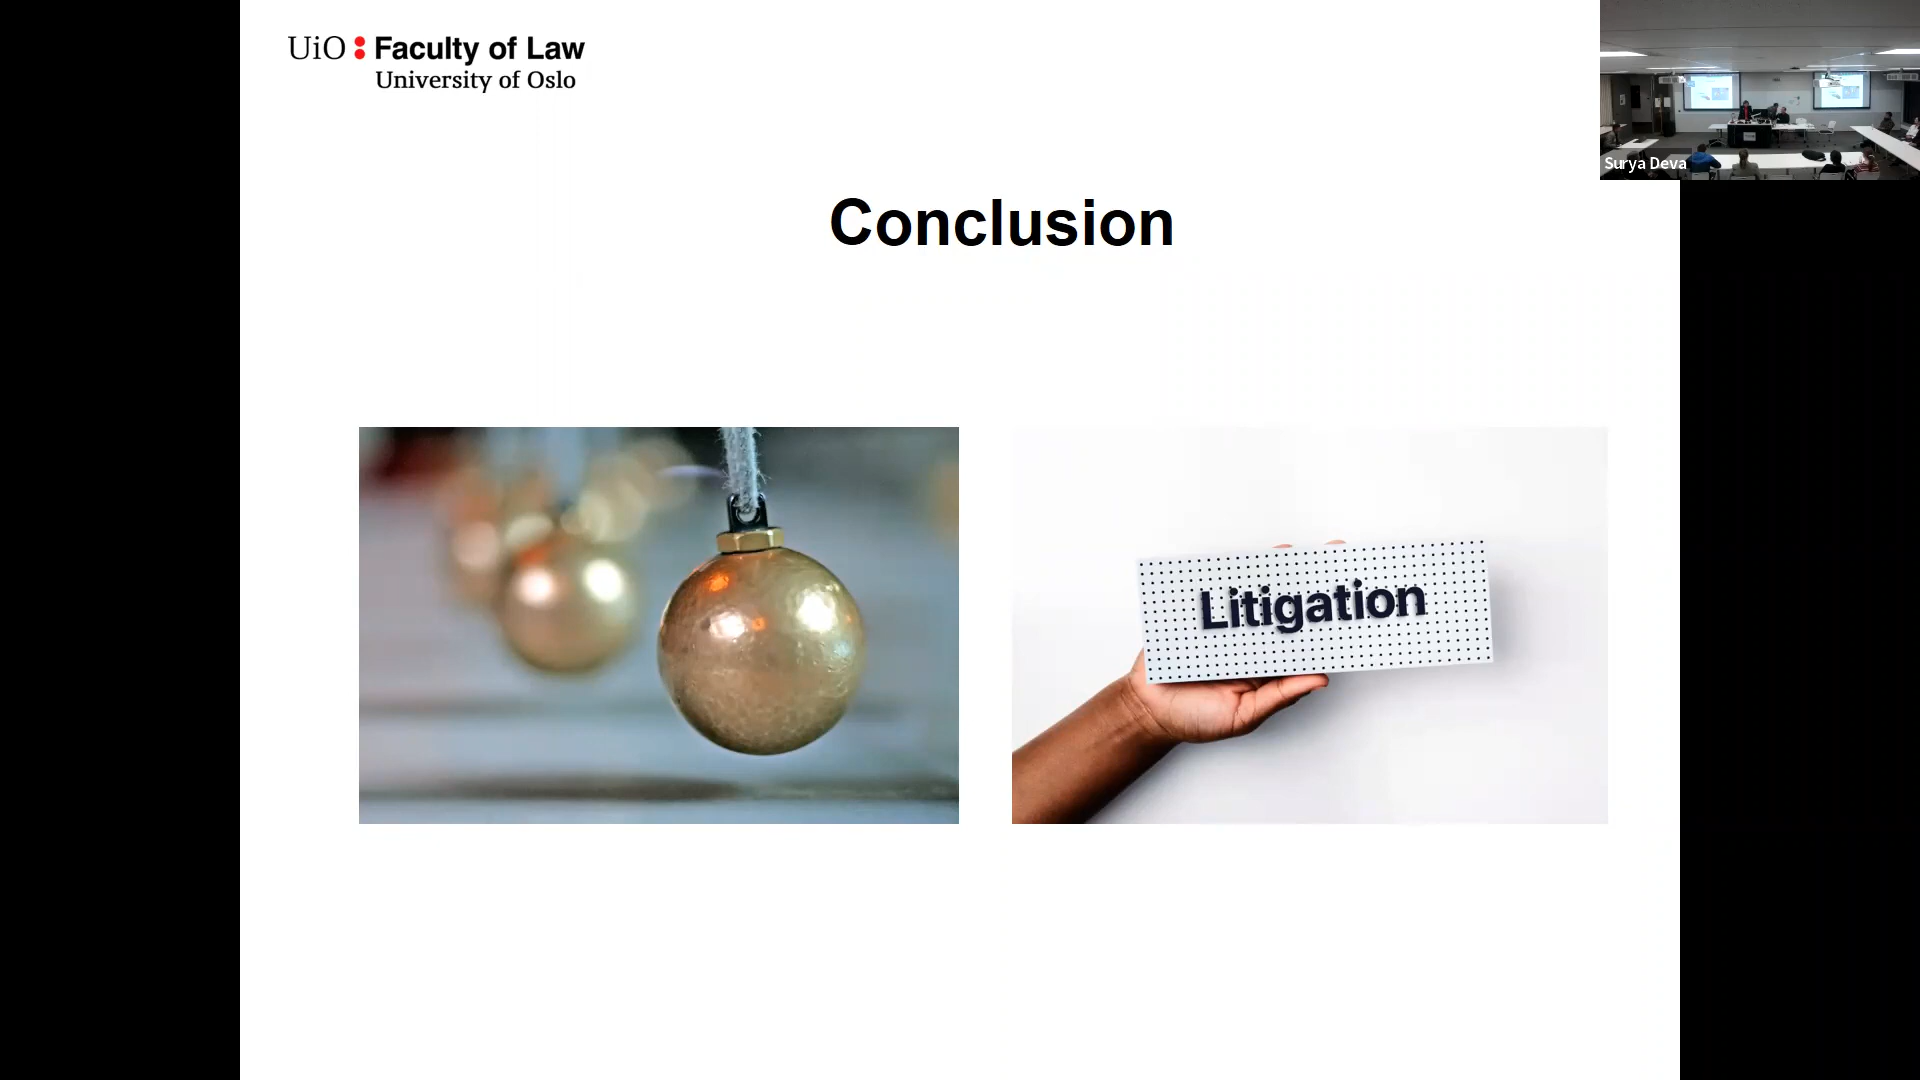 UiO Faculty of Law
University of Oslo
Surya Deva
Conclusion
Litigation